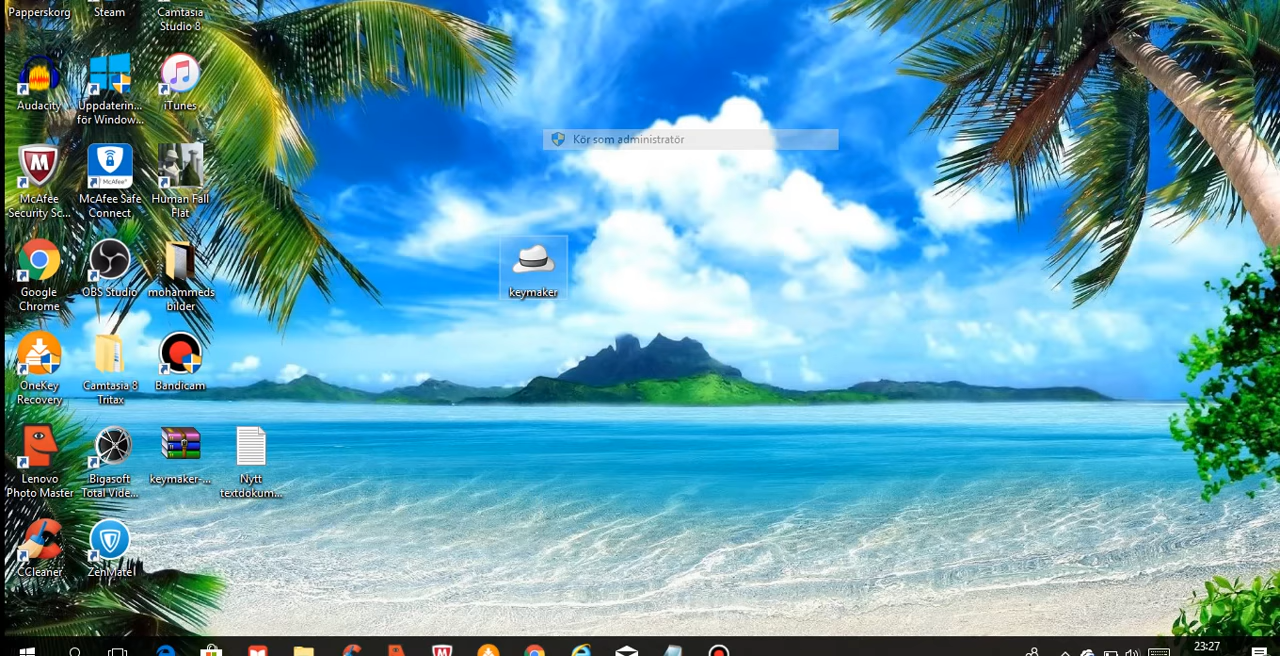 Papperskorg
Steam
Camtasia
Studio 8
Audacity
Uppdaterin...
för Window...
iTunes
Kör som administratör
McAfee
Security Sc...
McAfee
McAfee Safe
Connect
Human Fall
Flat
keymaker
Google
Chrome
OBS Studio
mohammeds
bilder
OneKey
Recovery
Camtasia 8
Tritax
Bandicam
Lenovo
Photo Master
Bigasoft
Total Vide...
keymaker-...
Nytt
textdokum...
CCleaner
ZenMate
23:27